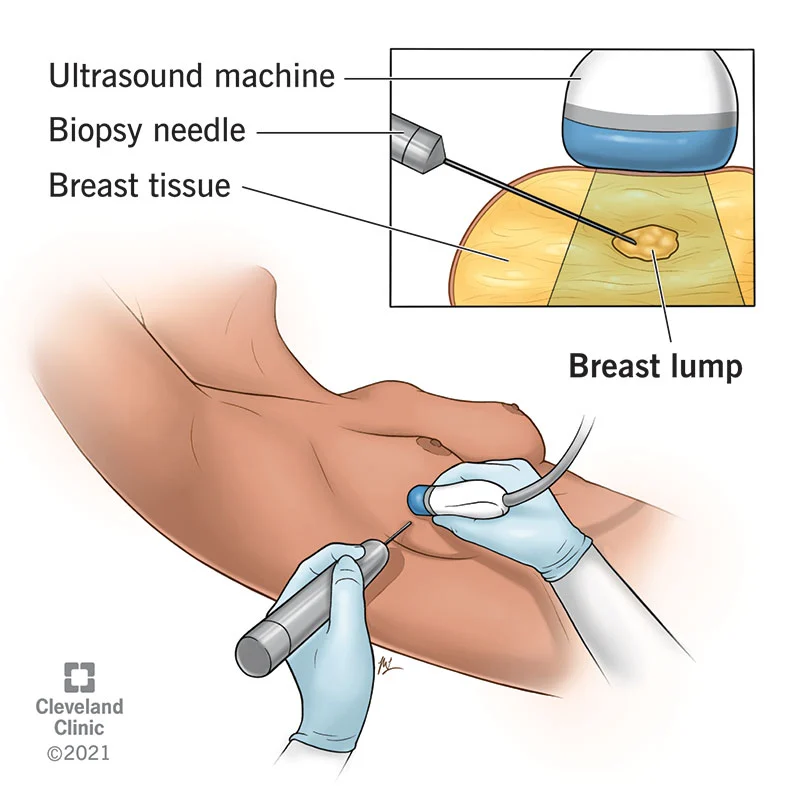 Ultrasound machine
Biopsy needle
Breast tissue
Breast lump
Cleveland
Clinic
©2021